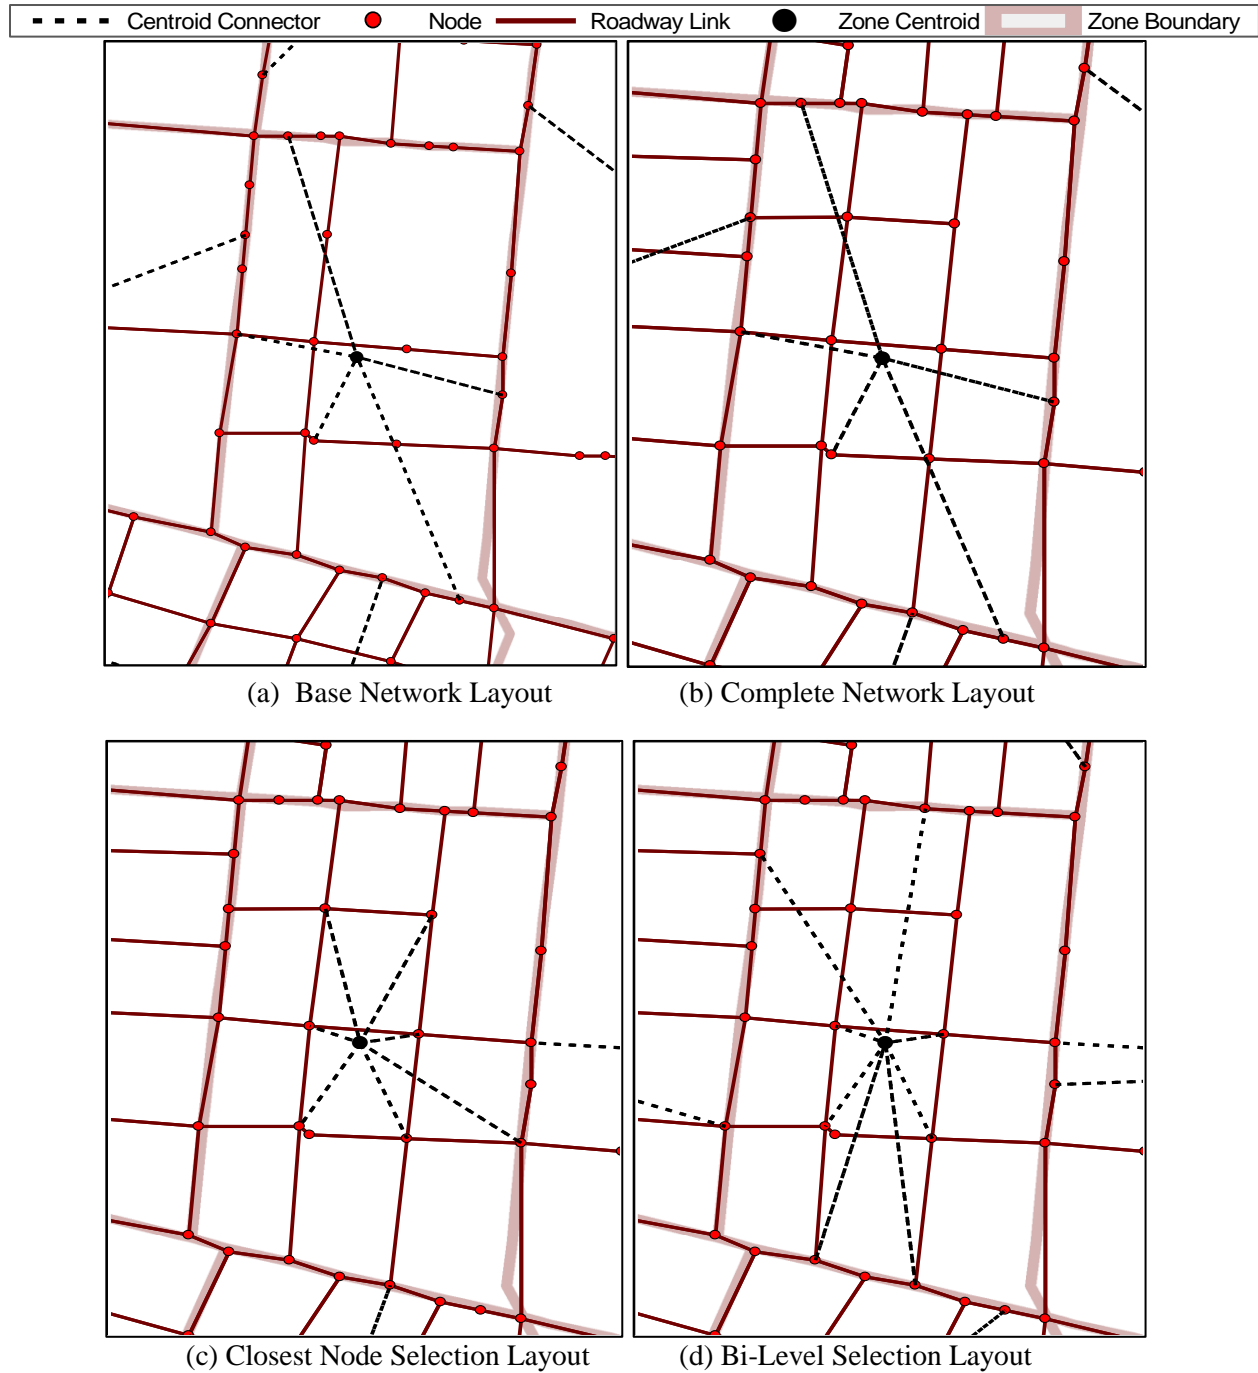 Centroid Connector Node Roadway Link Zone Centroid Zone Boundary
(a) Base Network Layout
(b) Complete Network Layout
(c) Closest Node Selection Layout
(d) Bi-Level Selection Layout